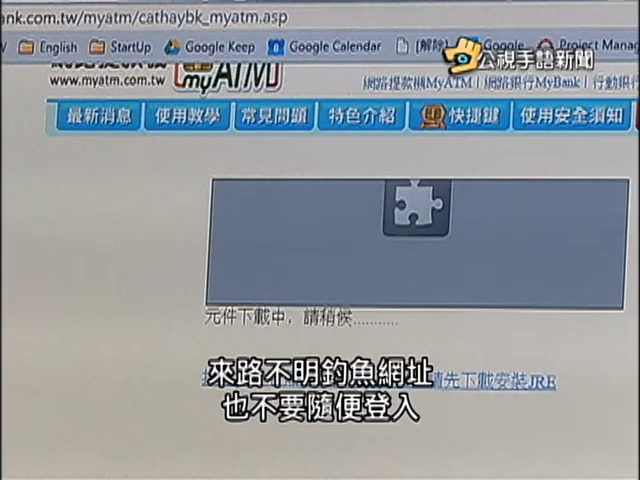 nk.com.tw/myatm/cathaybk_myatm.asp
English StartUp Google Keep Google Calendar [解除] Google Project Manag
公視手語新聞
www.myatm.com.tw myATM
網路提款機MyATM | 網路銀行MyBank | 行動銀行
最新消息 使用教學 常見問題 特色介紹 快捷鍵 使用安全須知
元件下載中，請稍候..........
請先下載安裝JRE
來路不明釣魚網址
也不要隨便登入